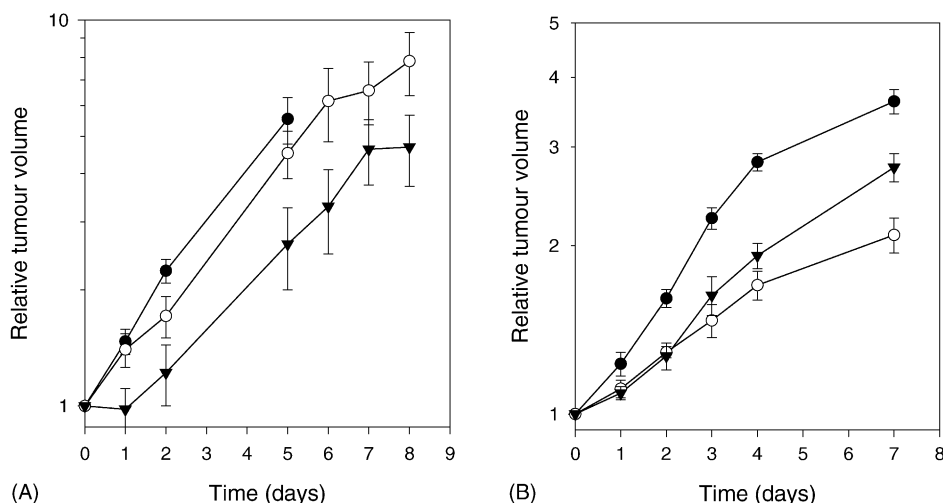 10
1
Relative tumour volume
0 1 2 3 4 5 6 7 8 9
(A) Time (days)
5
4
3
2
1
Relative tumour volume
0 1 2 3 4 5 6 7 8
(B) Time (days)